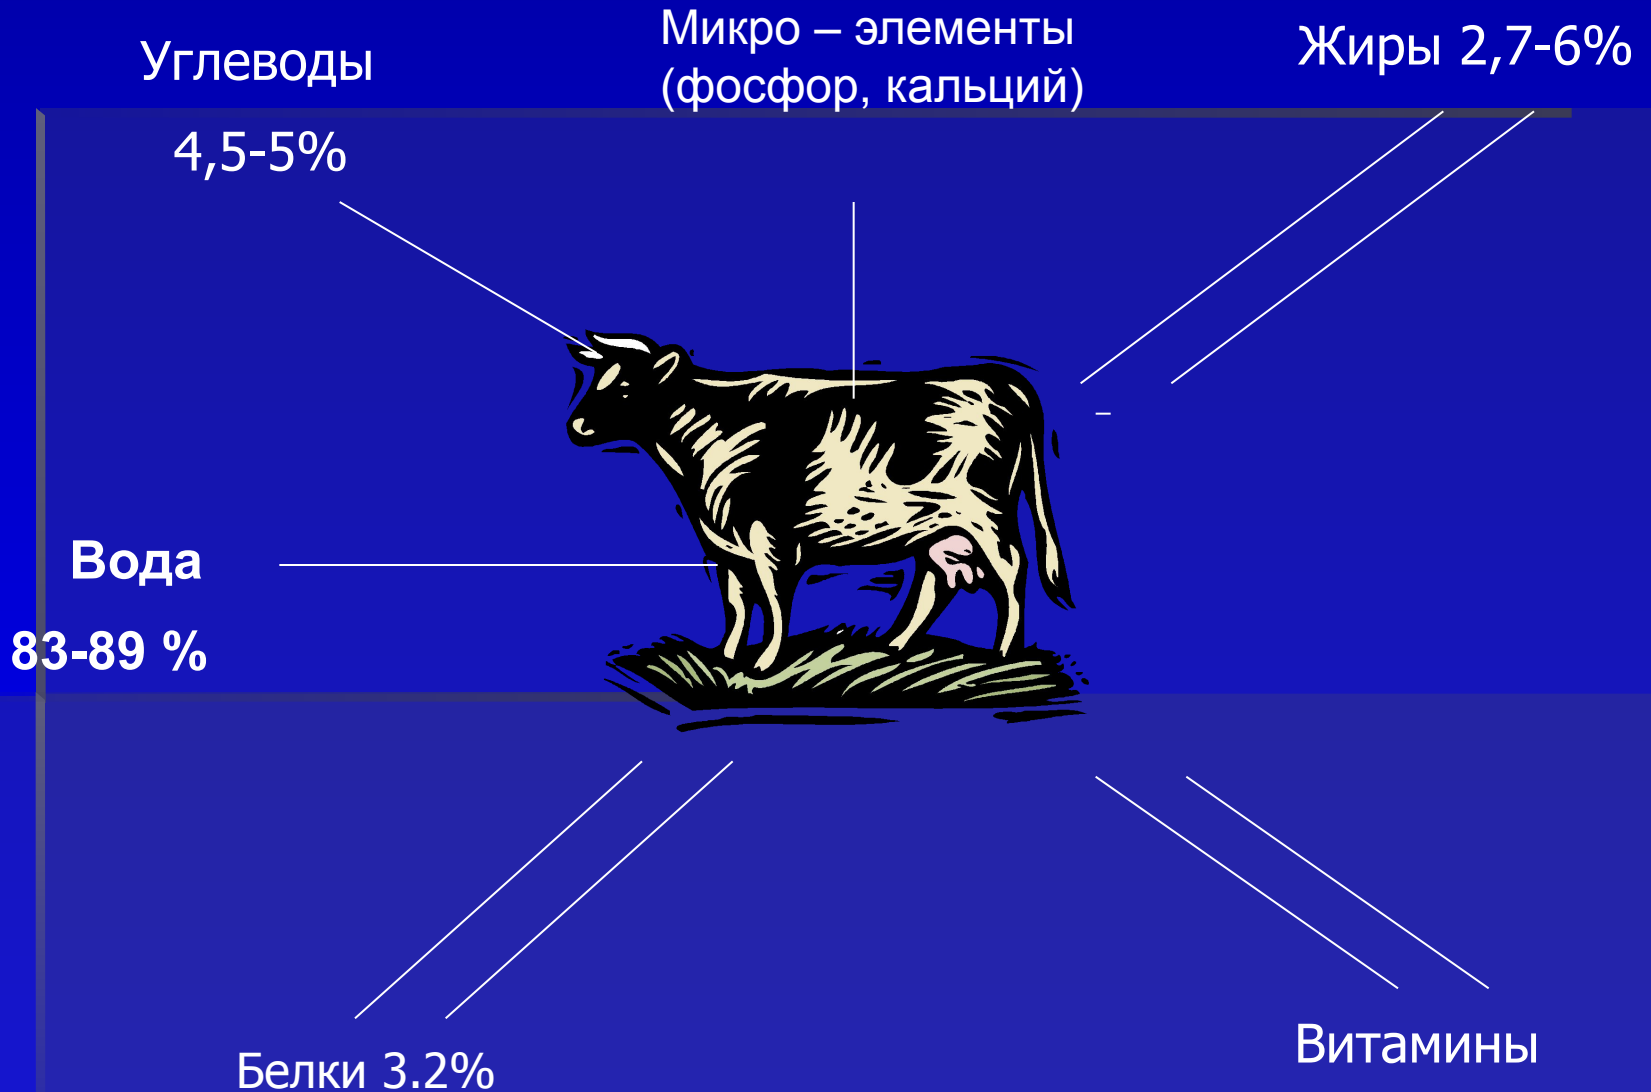 Углеводы
4,5-5%
Микро – элементы
(фосфор, кальций)
Жиры 2,7-6%
–
Вода
83-89 %
Белки 3.2%
Витамины